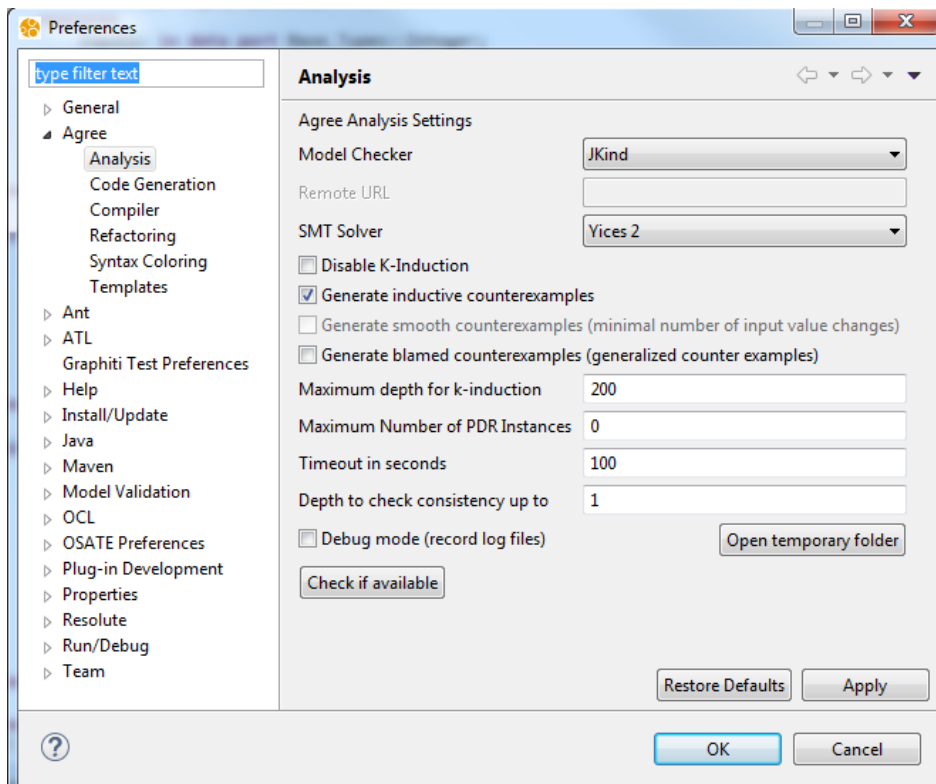 Preferences
type filter text
General
Agree
Analysis
Code Generation
Compiler
Refactoring
Syntax Coloring
Templates
Ant
ATL
Graphiti Test Preferences
Help
Install/Update
Java
Maven
Model Validation
OCL
OSATE Preferences
Plug-in Development
Properties
Resolute
Run/Debug
Team
Analysis
Agree Analysis Settings
Model Checker JKind
Remote URL
SMT Solver Yices 2
Disable K-Induction
Generate inductive counterexamples
Generate smooth counterexamples (minimal number of input value changes)
Generate blamed counterexamples (generalized counter examples)
Maximum depth for k-induction 200
Maximum Number of PDR Instances 0
Timeout in seconds 100
Depth to check consistency up to 1
Debug mode (record log files) Open temporary folder
Check if available
Restore Defaults Apply
OK Cancel